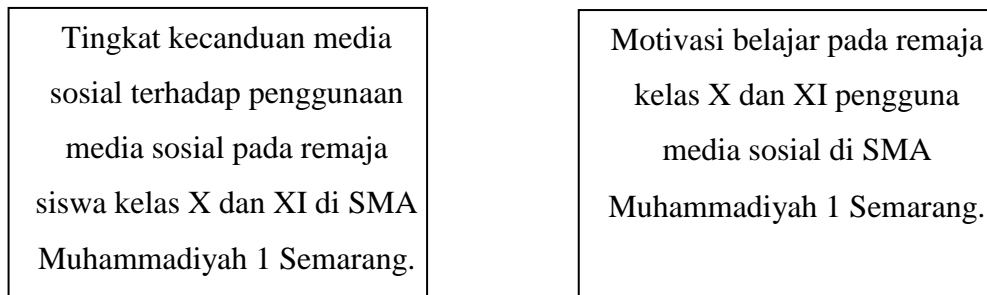 Tingkat kecanduan media
sosial terhadap penggunaan
media sosial pada remaja
siswa kelas X dan XI di SMA
Muhammadiyah 1 Semarang.
Motivasi belajar pada remaja
kelas X dan XI pengguna
media sosial di SMA
Muhammadiyah 1 Semarang.